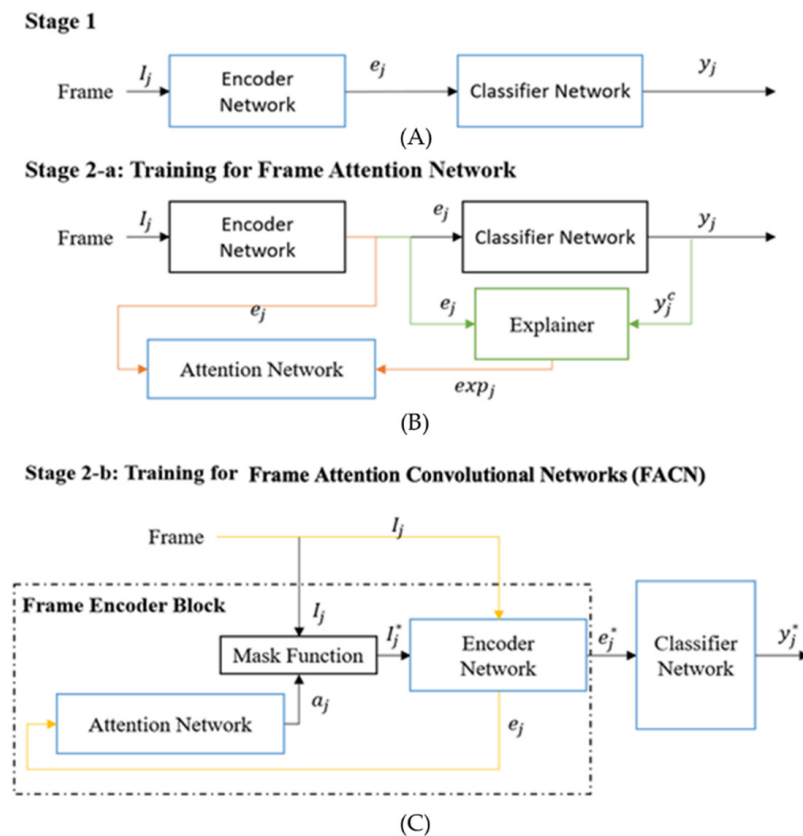 Stage 1
Frame
I_j
Encoder
Network
e_j
Classifier Network
y_j
(A)
Stage 2-a: Training for Frame Attention Network
Frame
I_j
Encoder
Network
e_j
Classifier Network
y_j
e_j
e_j
Explainer
y_j^c
Attention Network
exp_j
(B)
Stage 2-b: Training for Frame Attention Convolutional Networks (FACN)
Frame
I_j
Frame Encoder Block
I_j
Mask Function
I_j^*
Encoder
Network
e_j^*
Classifier
Network
y_j^*
Attention Network
a_j
e_j
(C)